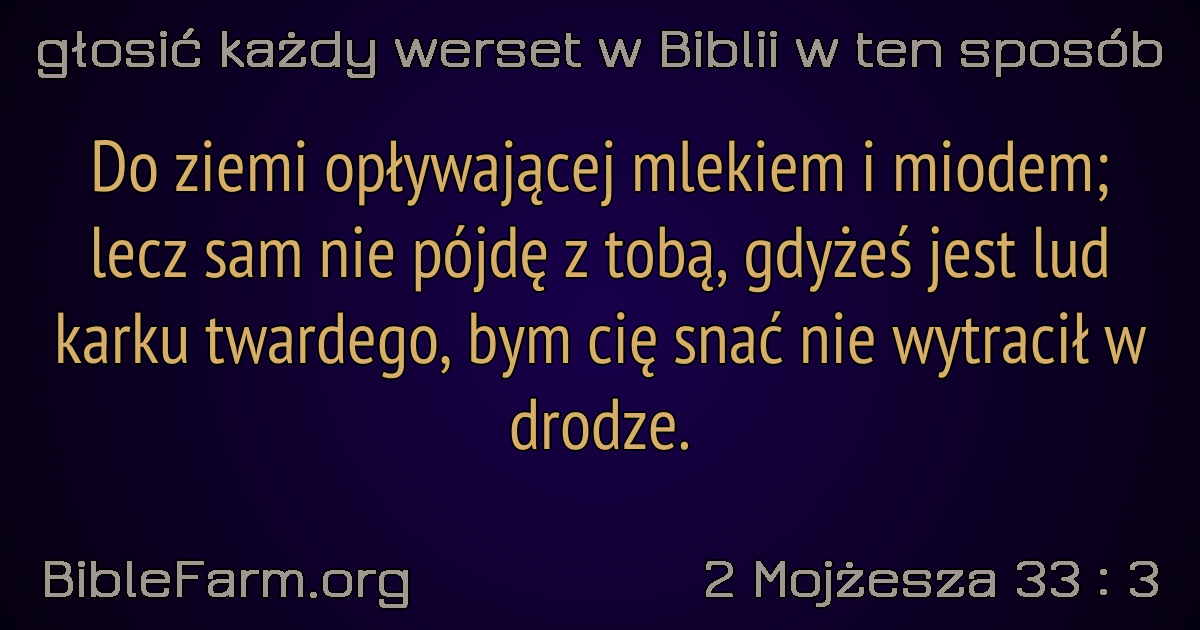 głosić każdy werset w Biblii w ten sposób
Do ziemi opływającej mlekiem i miodem;
lecz sam nie pójdę z tobą, gdyżeś jest lud
karku twardego, bym cię snać nie wytracił w
drodze.
BibleFarm.org
2 Mojżesza 33 : 3